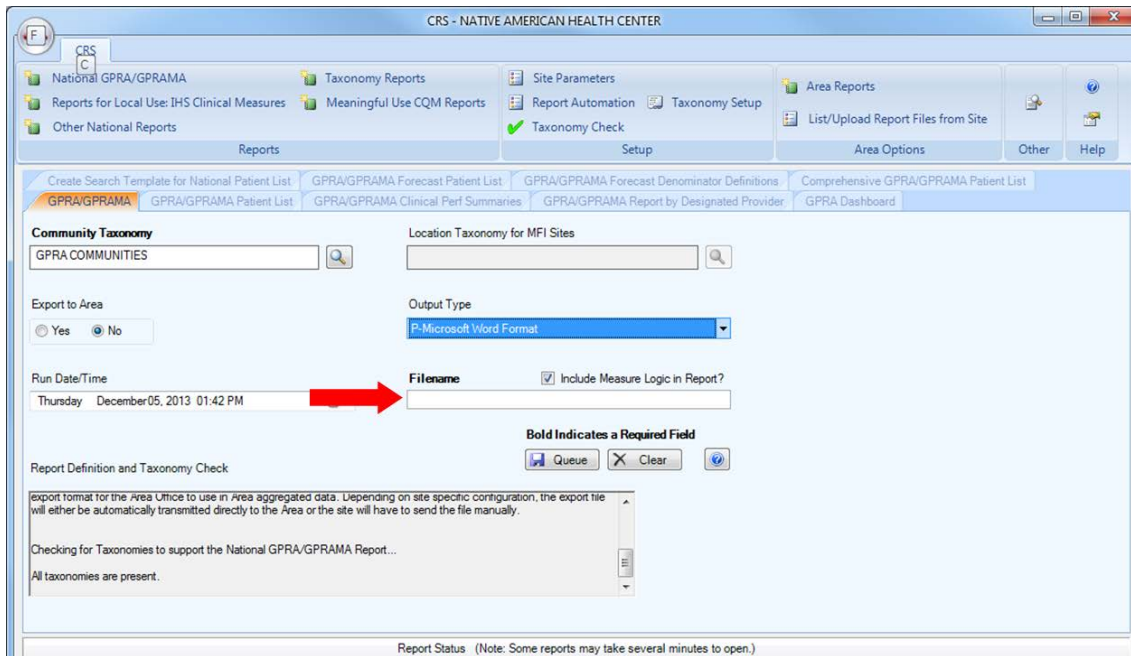 CRS - NATIVE AMERICAN HEALTH CENTER
F
CRS
C
National GPRA/GPRAMA
Taxonomy Reports
Site Parameters
Area Reports
Reports for Local Use: IHS Clinical Measures
Meaningful Use CQM Reports
Report Automation
Taxonomy Setup
List/Upload Report Files from Site
Other National Reports
Taxonomy Check
Reports
Setup
Area Options
Other
Help
Create Search Template for National Patient List
GPRA/GPRAMA Forecast Patient List
GPRA/GPRAMA Forecast Denominator Definitions
Comprehensive GPRA/GPRAMA Patient List
GPRA/GPRAMA
GPRA/GPRAMA Patient List
GPRA/GPRAMA Clinical Perf Summaries
GPRA/GPRAMA Report by Designated Provider
GPRA Dashboard
Community Taxonomy
Location Taxonomy for MFI Sites
GPRA COMMUNITIES
Export to Area
Output Type
Yes
No
P-Microsoft Word Format
Run Date/Time
Filename
Include Measure Logic in Report?
Thursday December 05, 2013 01:42 PM
Bold Indicates a Required Field
Queue
Clear
Report Definition and Taxonomy Check
export format for the Area Office to use in Area aggregated data. Depending on site specific configuration, the export file
will either be automatically transmitted directly to the Area or the site will have to send the file manually.
Checking for Taxonomies to support the National GPRA/GPRAMA Report...
All taxonomies are present.
Report Status (Note: Some reports may take several minutes to open.)